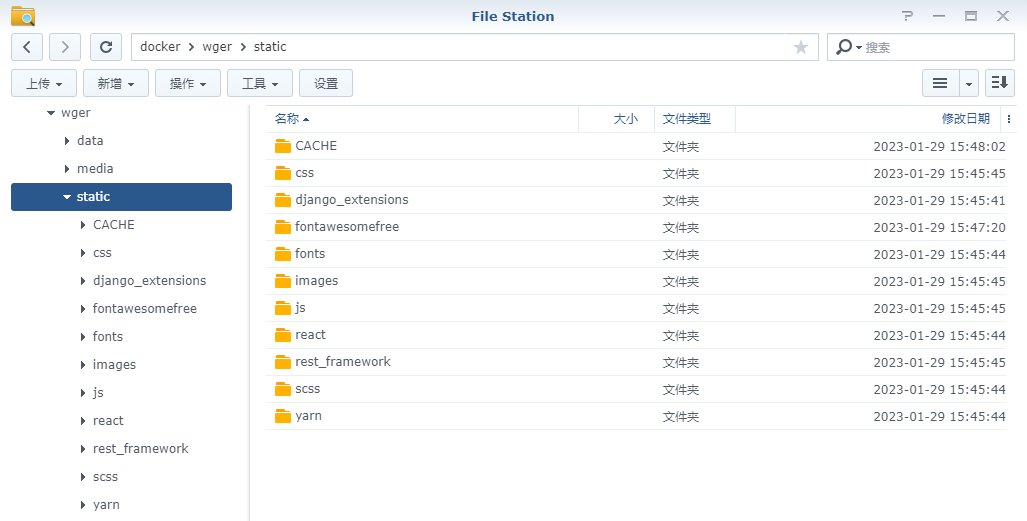 File Station
docker wger static
搜索
上传 新增 操作 工具 设置
wger
data
media
static
CACHE
css
django_extensions
fontawesomefree
fonts
images
js
react
rest_framework
scss
yarn
名称 大小 文件类型 修改日期
CACHE 文件夹 2023-01-29 15:48:02
css 文件夹 2023-01-29 15:45:45
django_extensions 文件夹 2023-01-29 15:45:41
fontawesomefree 文件夹 2023-01-29 15:47:20
fonts 文件夹 2023-01-29 15:45:44
images 文件夹 2023-01-29 15:45:45
js 文件夹 2023-01-29 15:45:45
react 文件夹 2023-01-29 15:45:44
rest_framework 文件夹 2023-01-29 15:45:45
scss 文件夹 2023-01-29 15:45:44
yarn 文件夹 2023-01-29 15:45:44